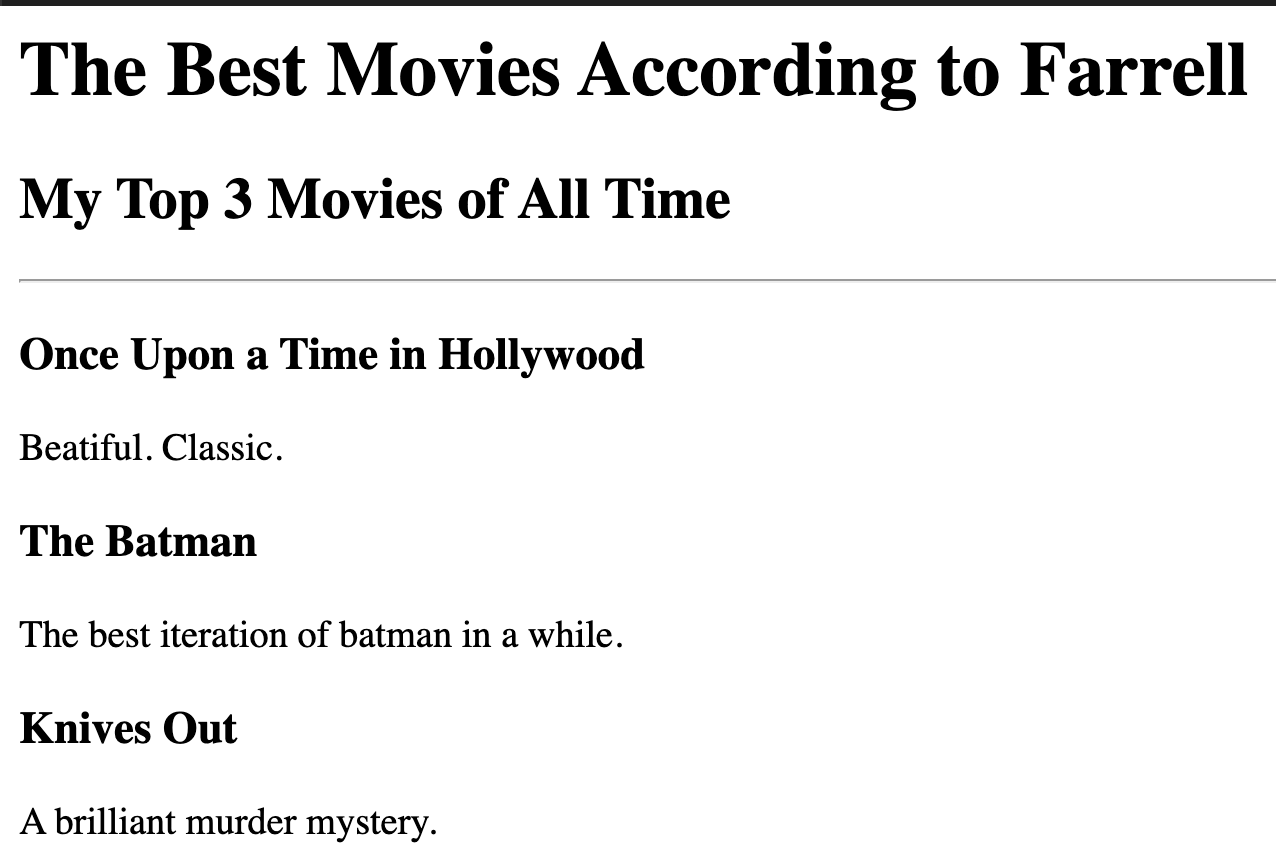 The Best Movies According to Farrell
My Top 3 Movies of All Time
Once Upon a Time in Hollywood
Beatiful. Classic.
The Batman
The best iteration of batman in a while.
Knives Out
A brilliant murder mystery.